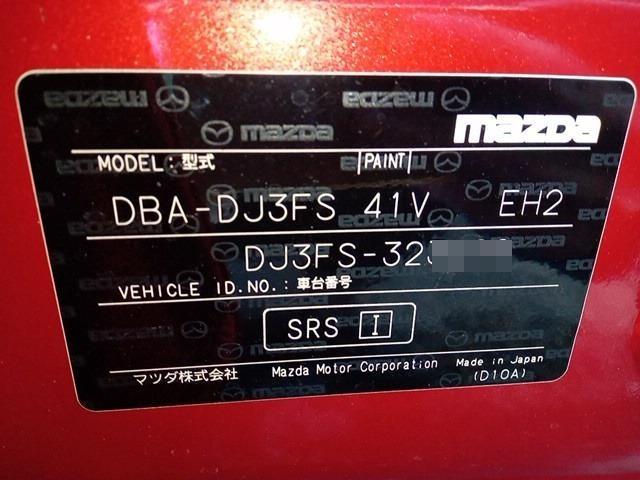 mazda
MODEL : 型式 PAINT
DBA-DJ3FS 41V EH2
DJ3FS-32
VEHICLE ID.NO. : 車台番号
SRS I
マツダ株式会社 Mazda Motor Corporation Made in Japan
(D10A)